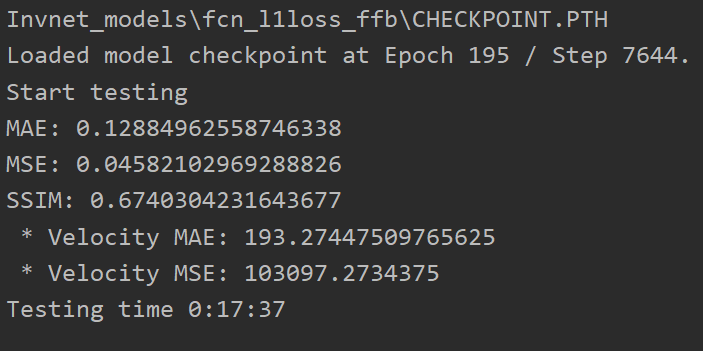 Invnet_models\fcn_l1loss_ffb\CHECKPOINT.PTH
Loaded model checkpoint at Epoch 195 / Step 7644.
Start testing
MAE: 0.12884962558746338
MSE: 0.04582102969288826
SSIM: 0.6740304231643677
 * Velocity MAE: 193.27447509765625
 * Velocity MSE: 103097.2734375
Testing time 0:17:37